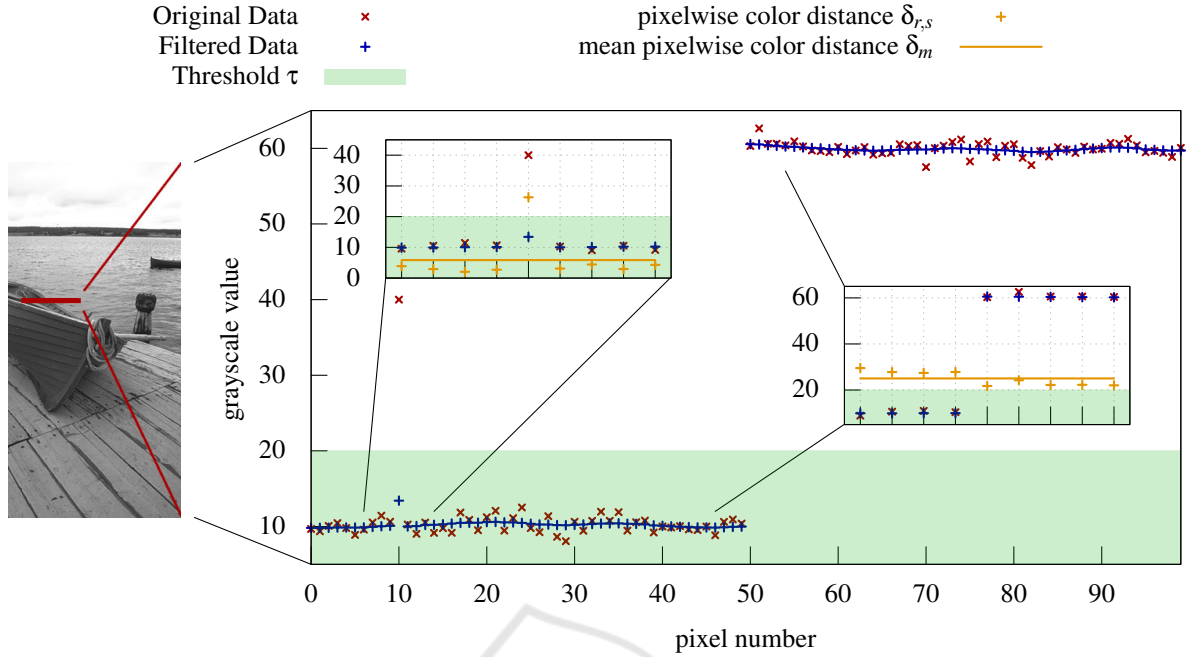 Original Data
Filtered Data
Threshold τ
pixelwise color distance δr,s
mean pixelwise color distance δm
grayscale value
60
50
40
30
20
10
40
30
20
10
0
60
40
20
0 10 20 30 40 50 60 70 80 90
pixel number